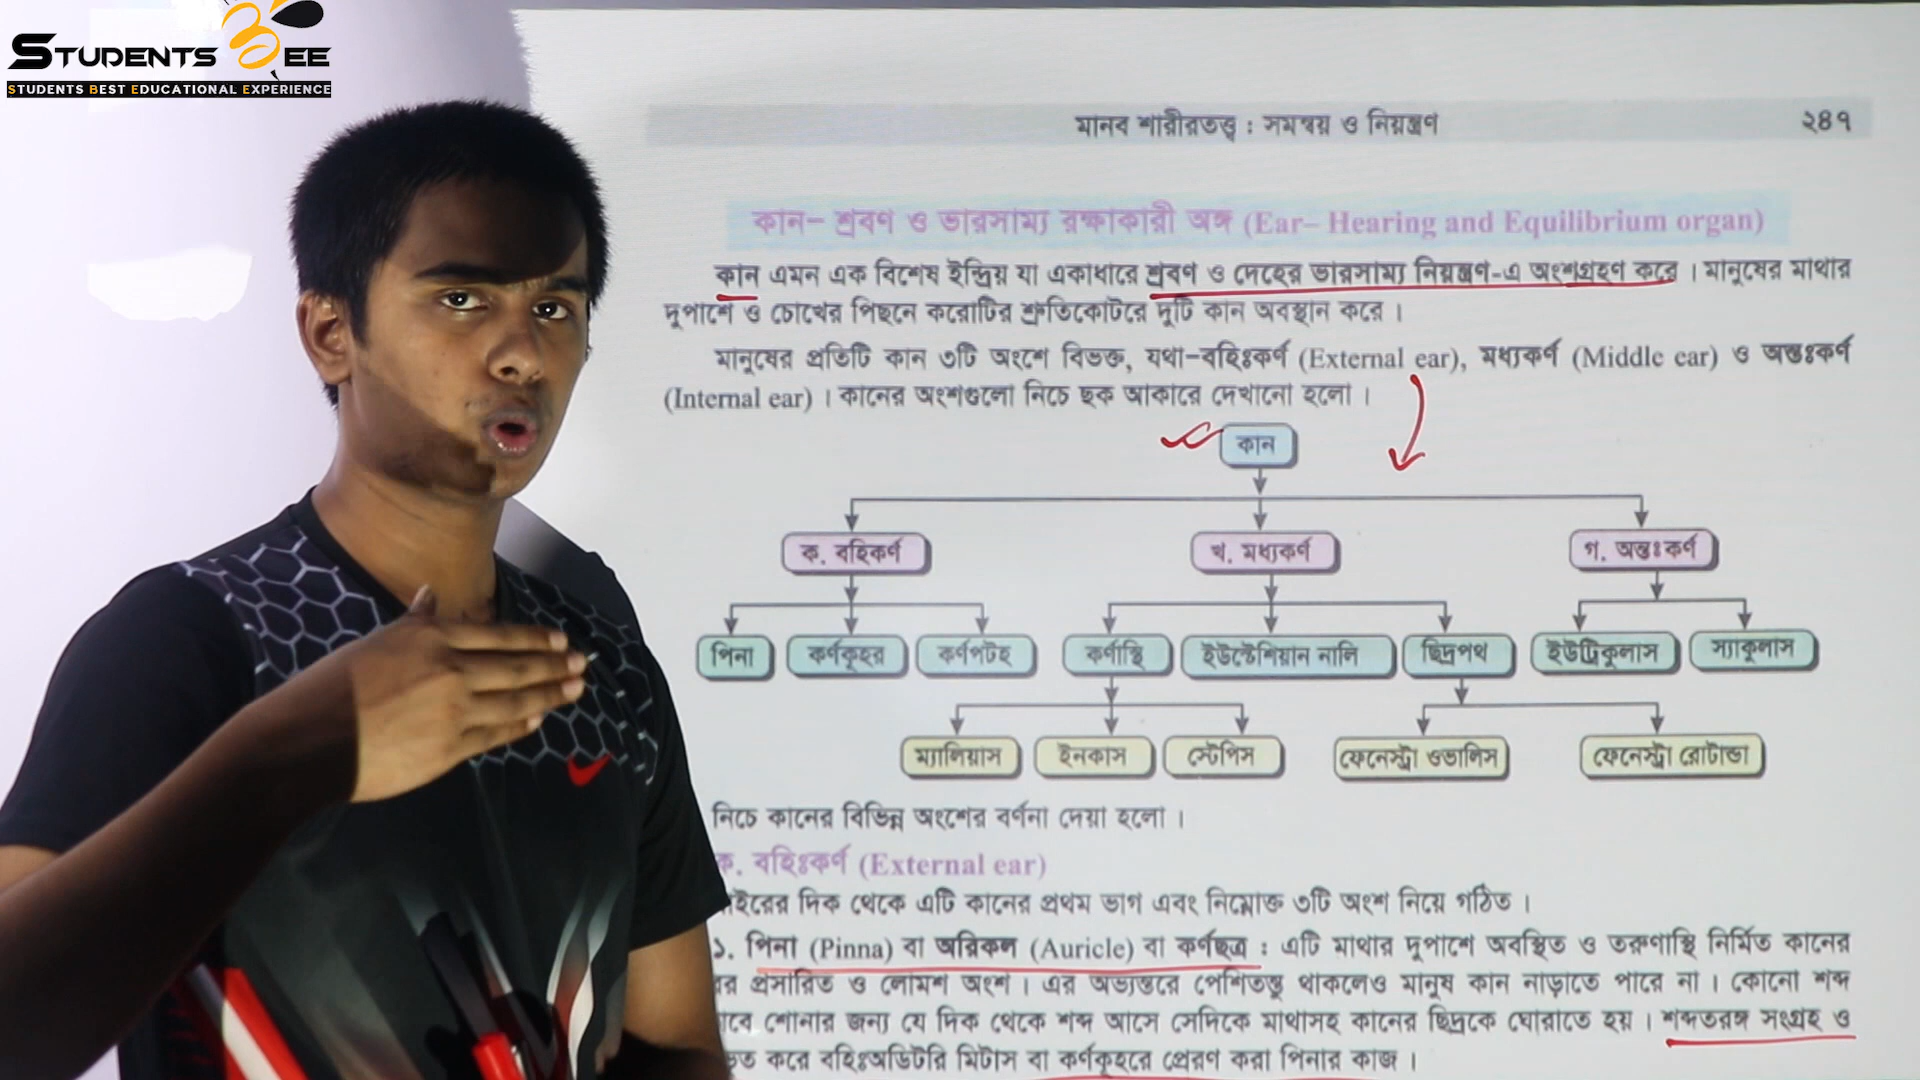 STUDENTS BEE
STUDENTS BEST EDUCATIONAL EXPERIENCE
মানব শারীরতত্ত্ব : সমন্বয় ও নিয়ন্ত্রণ ২৪৭
কান– শ্রবণ ও ভারসাম্য রক্ষাকারী অঙ্গ (Ear– Hearing and Equilibrium organ)
কান এমন এক বিশেষ ইন্দ্রিয় যা একাধারে শ্রবণ ও দেহের ভারসাম্য নিয়ন্ত্রণ-এ অংশগ্রহণ করে । মানুষের মাথার
দুপাশে ও চোখের পিছনে করোটির শ্রুতিকোটরে দুটি কান অবস্থান করে ।
মানুষের প্রতিটি কান ৩টি অংশে বিভক্ত, যথা–বহিঃকর্ণ (External ear), মধ্যকর্ণ (Middle ear) ও অন্তঃকর্ণ
(Internal ear) । কানের অংশগুলো নিচে ছক আকারে দেখানো হলো ।
কান
ক. বহিকর্ণ খ. মধ্যকর্ণ গ. অন্তঃকর্ণ
পিনা কর্ণকুহর কর্ণপটহ কর্ণাস্থি ইউস্টেশিয়ান নালি ছিদ্রপথ ইউট্রিকুলাস স্যাকুলাস
ম্যালিয়াস ইনকাস স্টেপিস ফেনেস্ট্রা ওভালিস ফেনেস্ট্রা রোটান্ডা
নিচে কানের বিভিন্ন অংশের বর্ণনা দেয়া হলো ।
ক. বহিঃকর্ণ (External ear)
দিক থেকে এটি কানের প্রথম ভাগ এবং নিম্নোক্ত ৩টি অংশ নিয়ে গঠিত ।
১. পিনা (Pinna) বা অরিকল (Auricle) বা কর্ণছত্র : এটি মাথার দুপাশে অবস্থিত ও তরুণাস্থি নির্মিত কানের
প্রসারিত ও লোমশ অংশ । এর অভ্যন্তরে পেশিতন্তু থাকলেও মানুষ কান নাড়াতে পারে না । কোনো শব্দ
শোনার জন্য যে দিক থেকে শব্দ আসে সেদিকে মাথাসহ কানের ছিদ্রকে ঘোরাতে হয় । শব্দতরঙ্গ সংগ্রহ ও
করে বহিঃঅডিটরি মিটাস বা কর্ণকুহরে প্রেরণ করা পিনার কাজ ।